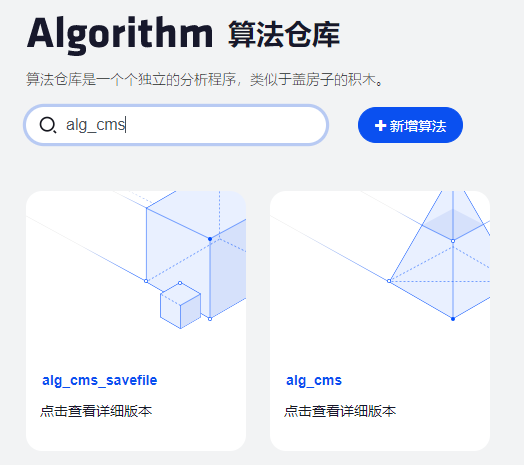 Algorithm 算法仓库
算法仓库是一个个独立的分析程序，类似于盖房子的积木。
alg_cms
+ 新增算法
alg_cms_savefile
点击查看详细版本
alg_cms
点击查看详细版本